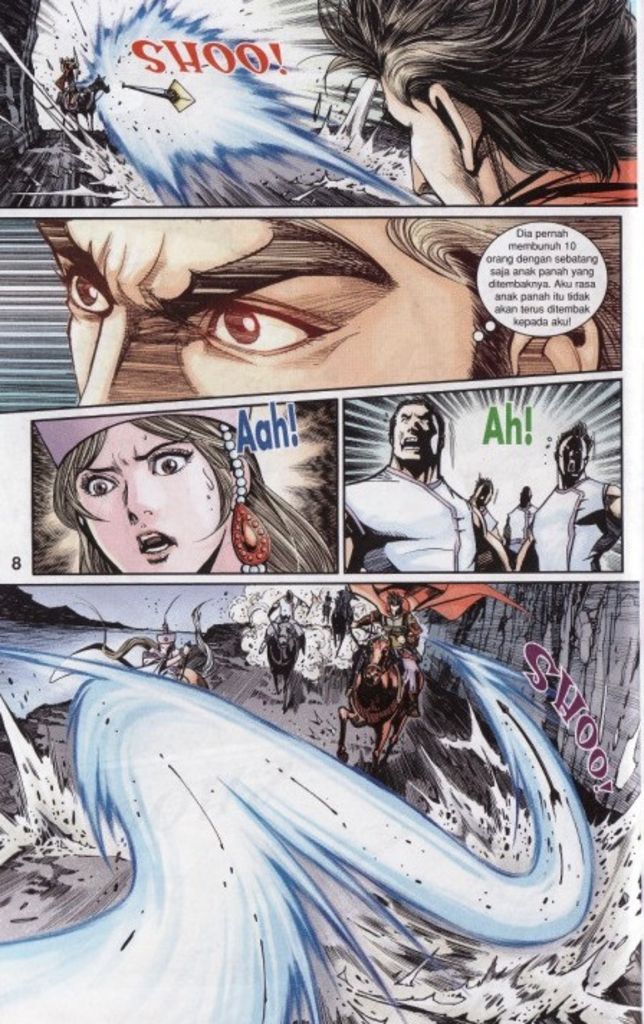 SHOO!
Dia pernah
membunuh 10
orang dengan sebatang
saja anak panah yang
ditembaknya. Aku rasa
anak panah itu tidak
akan terus ditembak
kepada aku!
Aah!
Ah!
8
SHOO!